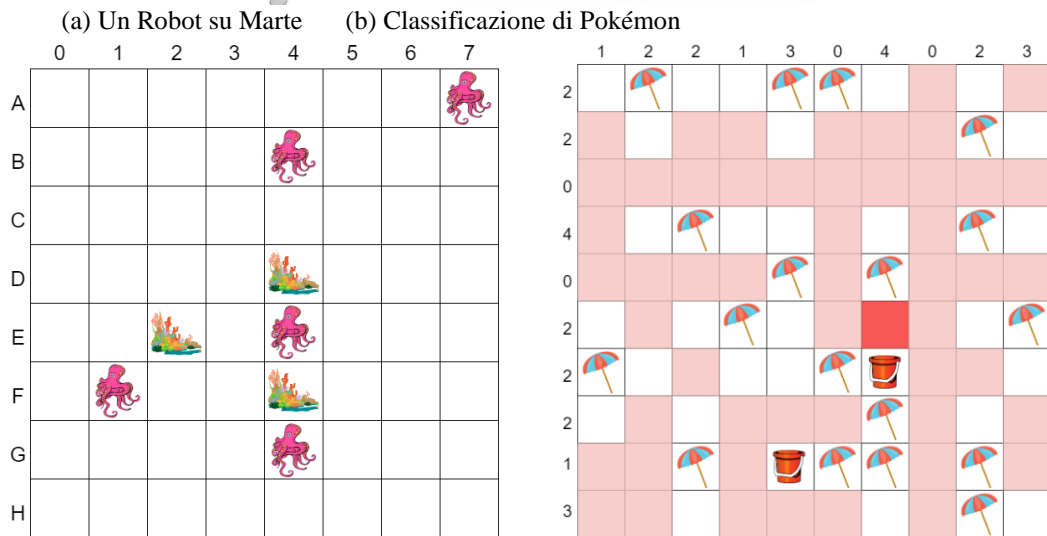 (a) Un Robot su Marte (b) Classificazione di Pokémon
0 1 2 3 4 5 6 7
A
B
C
D
E
F
G
H
1 2 2 1 3 0 4 0 2 3
2
2
0
4
0
2
2
2
1
3